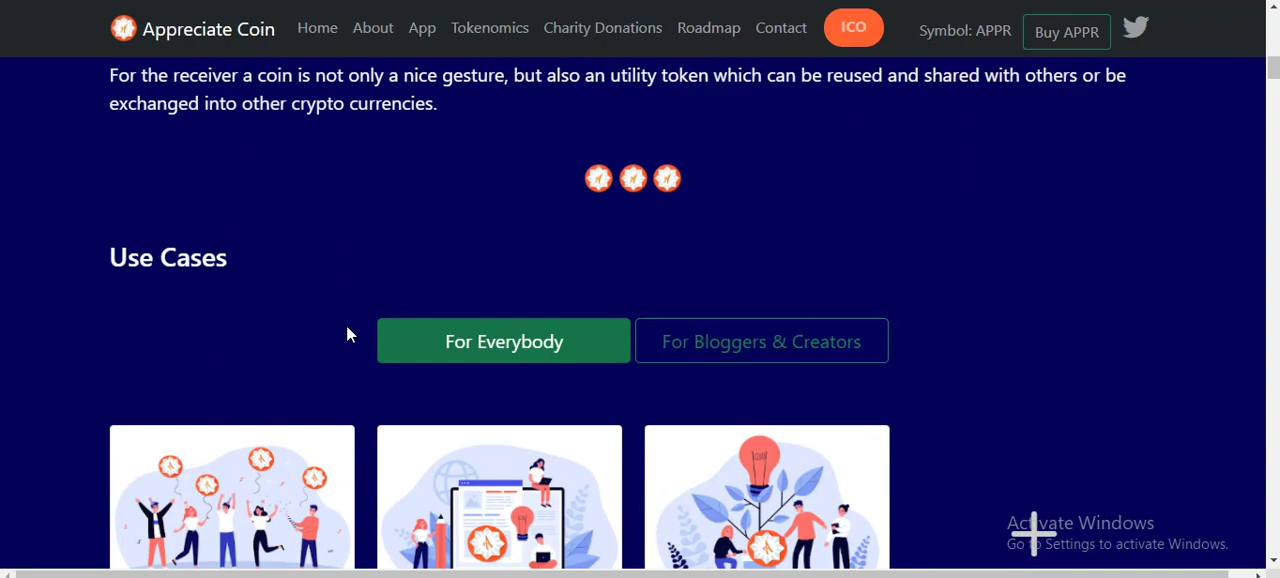 Appreciate Coin Home About App Tokenomics Charity Donations Roadmap Contact ICO Symbol: APPR Buy APPR
For the receiver a coin is not only a nice gesture, but also an utility token which can be reused and shared with others or be
exchanged into other crypto currencies.
Use Cases
For Everybody For Bloggers & Creators
Activate Windows
Go to Settings to activate Windows.